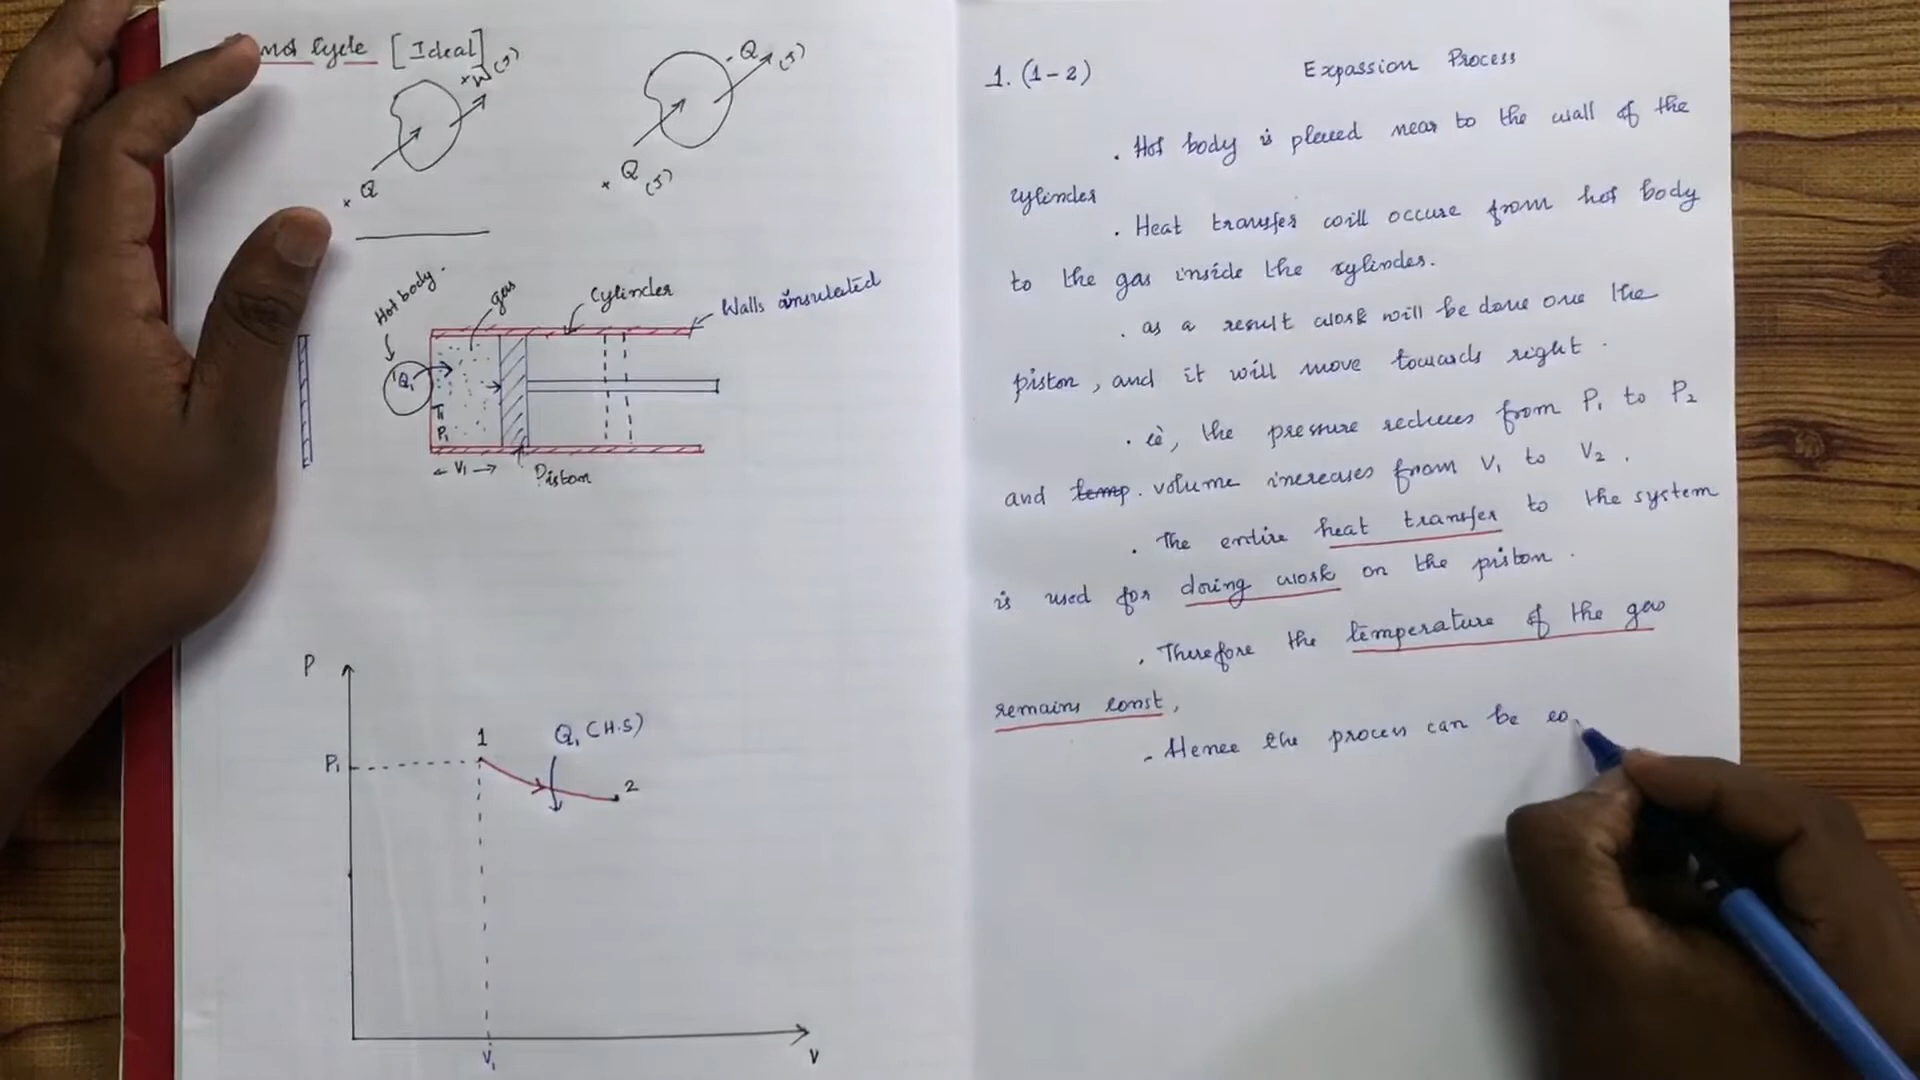 not Cycle [Ideal]
+W (J)
+Q
-Q (J)
+Q (J)
Hot body.
gas
Cylinder
Walls insulated
Q1
T1
P1
← V1 →
Piston
P
P1
1
Q1 (H.S)
2
V1
V
1. (1-2) Expassion Process
. Hot body is placed near to the wall of the
cylinder
. Heat transfer will occure from hot body
to the gas inside the cylinder.
. as a result work will be done one the
piston, and it will move towards right.
. ie, the pressure reduces from P1 to P2
and temp. volume increases from V1 to V2.
. The entire heat transfer to the system
is used for doing work on the piston.
. Therefore the temperature of the gas
remains const,
- Hence the process can be co